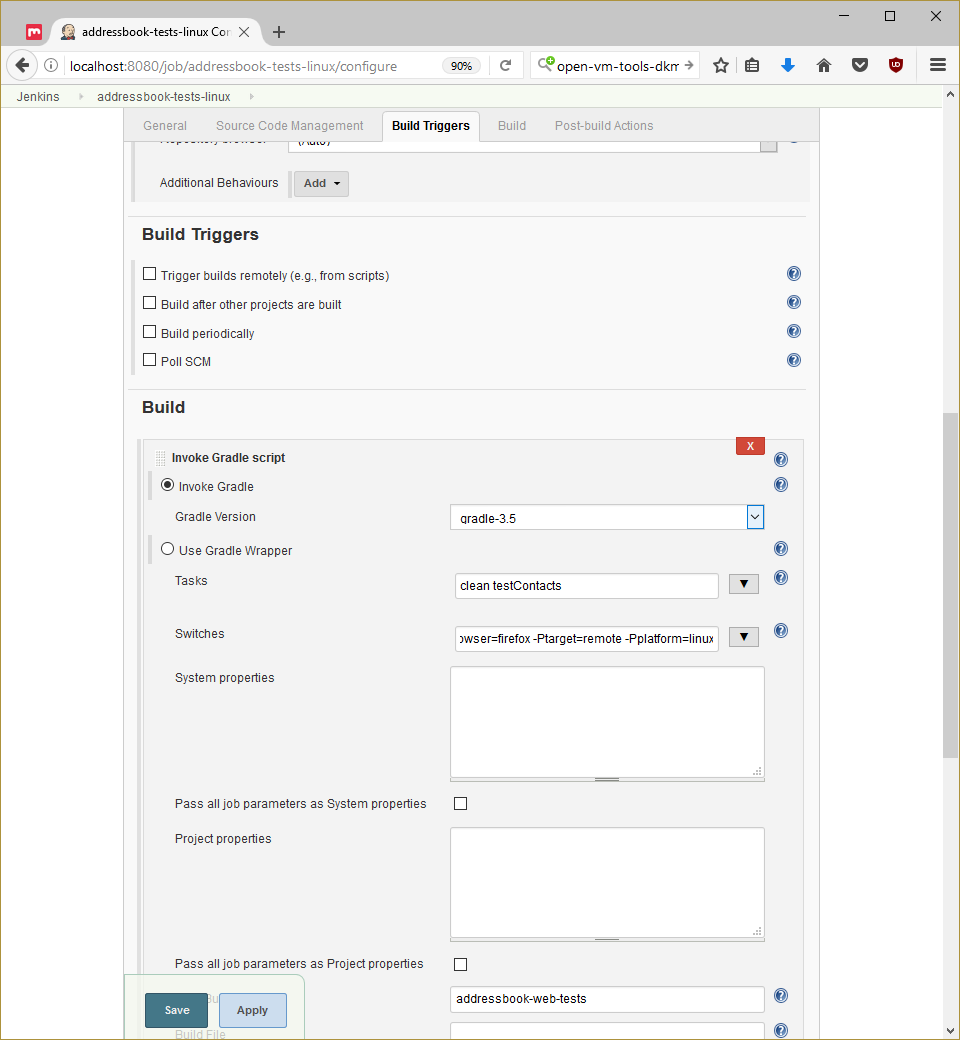 addressbook-tests-linux Con
localhost:8080/job/addressbook-tests-linux/configure
90%
open-vm-tools-dkm
Jenkins
addressbook-tests-linux
General
Source Code Management
Build Triggers
Build
Post-build Actions
(Auto)
Additional Behaviours
Add
Build Triggers
Trigger builds remotely (e.g., from scripts)
Build after other projects are built
Build periodically
Poll SCM
Build
X
Invoke Gradle script
Invoke Gradle
Gradle Version
gradle-3.5
Use Gradle Wrapper
Tasks
clean testContacts
Switches
owser=firefox -Ptarget=remote -Pplatform=linux
System properties
Pass all job parameters as System properties
Project properties
Pass all job parameters as Project properties
addressbook-web-tests
Save
Apply
Build File